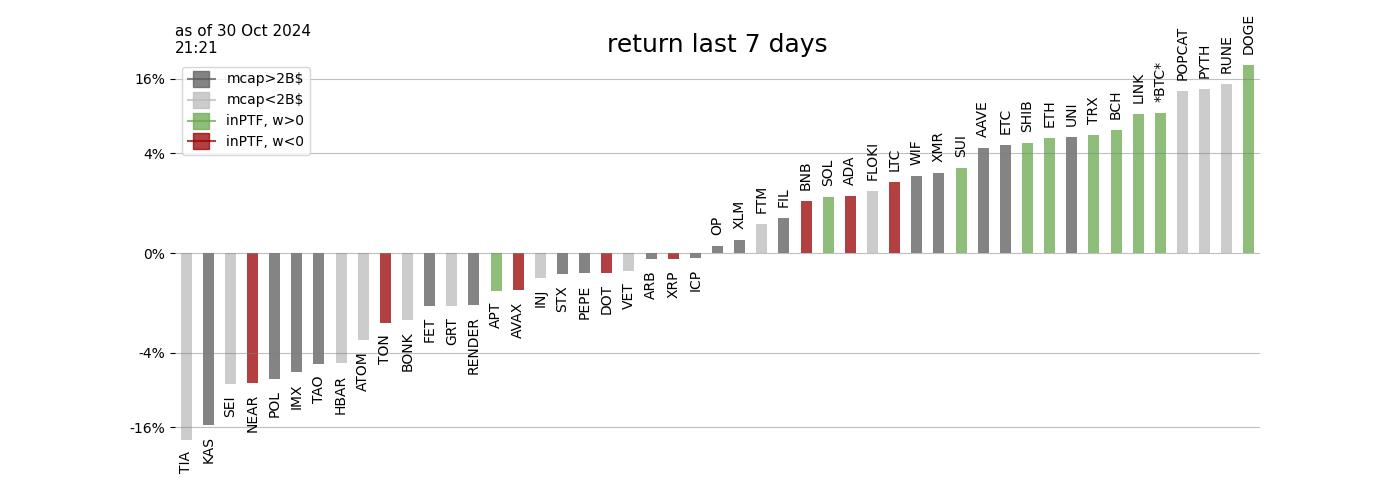 as of 30 Oct 2024
21:21
return last 7 days
mcap>2B$
mcap<2B$
inPTF, w>0
inPTF, w<0
16%
4%
0%
-4%
-16%
TIA
KAS
SEI
NEAR
POL
IMX
TAO
HBAR
ATOM
TON
BONK
FET
GRT
RENDER
APT
AVAX
INJ
STX
PEPE
DOT
VET
ARB
XRP
ICP
OP
XLM
FTM
FIL
BNB
SOL
ADA
FLOKI
LTC
WIF
XMR
SUI
AAVE
ETC
SHIB
ETH
UNI
TRX
BCH
LINK
*BTC*
POPCAT
PYTH
RUNE
DOGE